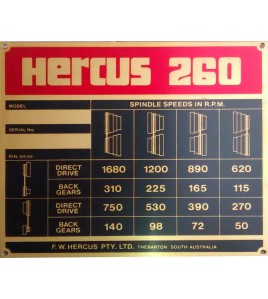 Hercus 260
MODEL SPINDLE SPEEDS IN R.P.M.
SERIAL No.
DIRECT DRIVE 1680 1200 890 620
BACK GEARS 310 225 165 115
DIRECT DRIVE 750 530 390 270
BACK GEARS 140 98 72 50
F.W. HERCUS PTY. LTD. THEBARTON SOUTH AUSTRALIA